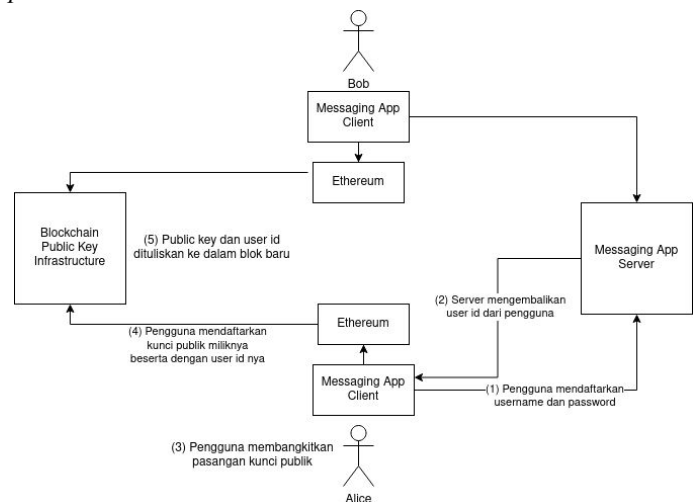 Bob
Messaging App
Client
Ethereum
Blockchain
Public Key
Infrastructure
(5) Public key dan user id
dituliskan ke dalam blok baru
Messaging App
Server
(2) Server mengembalikan
user id dari pengguna
Ethereum
(4) Pengguna mendaftarkan
kunci publik miliknya
beserta dengan user id nya
Messaging App
Client
(1) Pengguna mendaftarkan
username dan password
(3) Pengguna membangkitkan
pasangan kunci publik
Alice